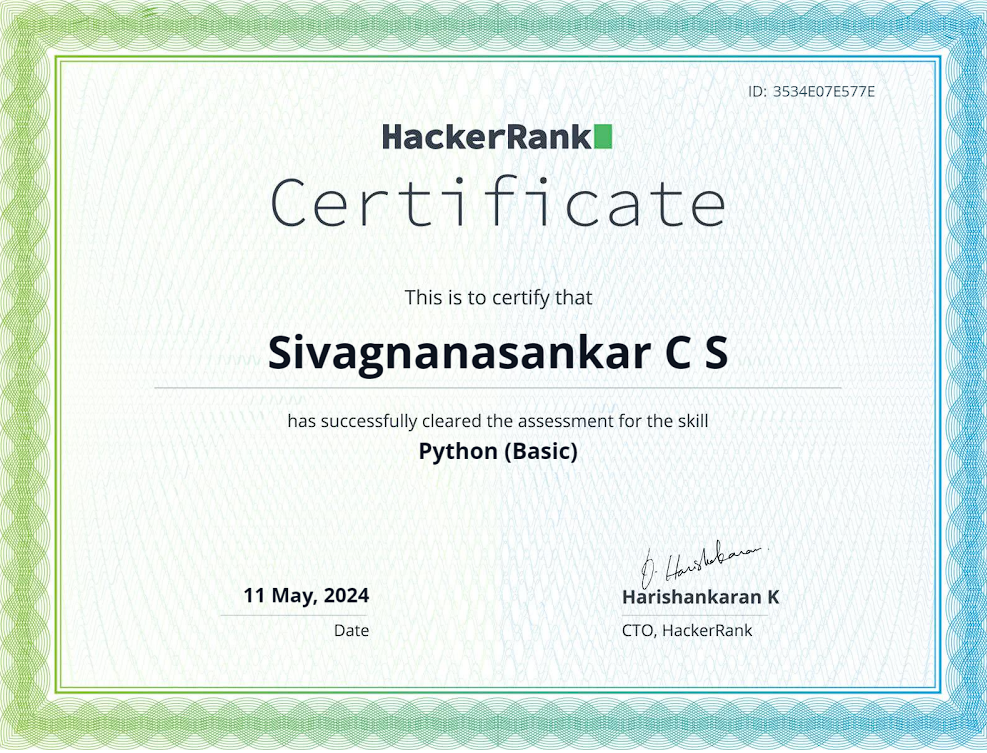 ID: 3534E07E577E
HackerRank
Certificate
This is to certify that
Sivagnanasankar C S
has successfully cleared the assessment for the skill
Python (Basic)
11 May, 2024
Date
Harishankaran
Harishankaran K
CTO, HackerRank